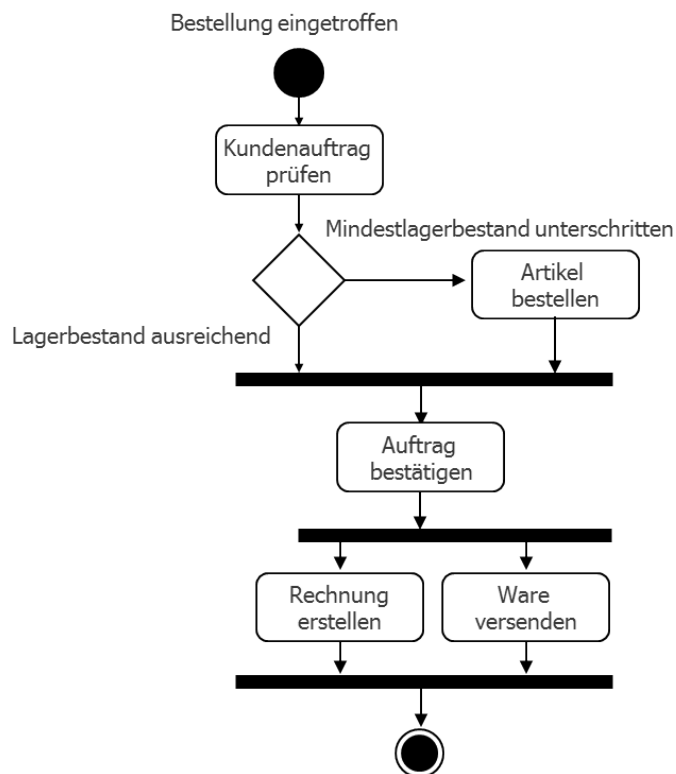 Bestellung eingetroffen
Kundenauftrag
prüfen
Mindestlagerbestand unterschritten
Artikel
bestellen
Lagerbestand ausreichend
Auftrag
bestätigen
Rechnung
erstellen
Ware
versenden